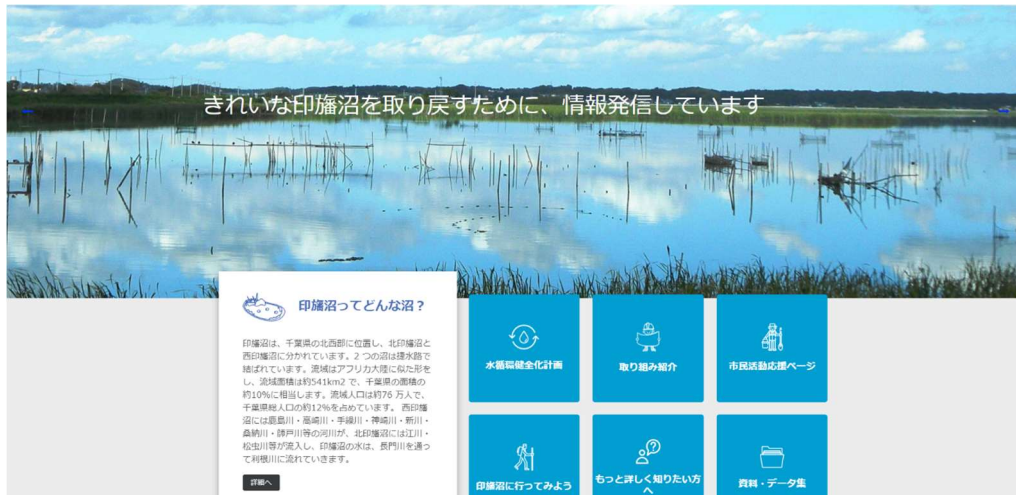 きれいな印旛沼を取り戻すために、情報発信しています
印旛沼ってどんな沼？
印旛沼は、千葉県の北西部に位置し、北印旛沼と
西印旛沼に分かれています。2 つの沼は捷水路で
結ばれています。流域はアフリカ大陸に似た形を
し、流域面積は約541km2 で、千葉県の面積の
約10％に相当します。流域人口は約76 万人で、
千葉県総人口の約12％を占めています。 西印旛
沼には鹿島川・高崎川・手繰川・神崎川・新川・
桑納川・師戸川等の河川が、北印旛沼には江川・
松虫川等が流入し、印旛沼の水は、長門川を通っ
て利根川に流れていきます。
詳細へ
水循環健全化計画
取り組み紹介
市民活動応援ページ
印旛沼に行ってみよう
もっと詳しく知りたい方
へ
資料・データ集